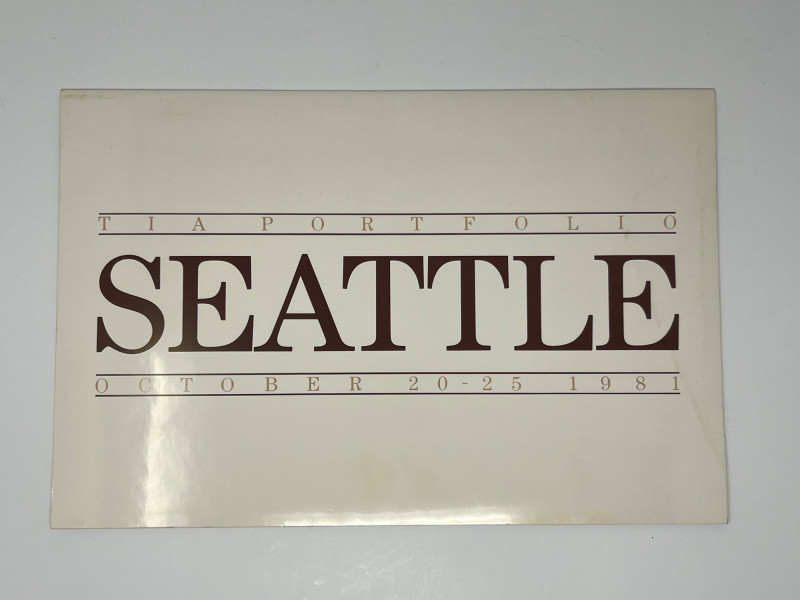 TIA PORTFOLIO
SEATTLE
OCTOBER 20-25 1981